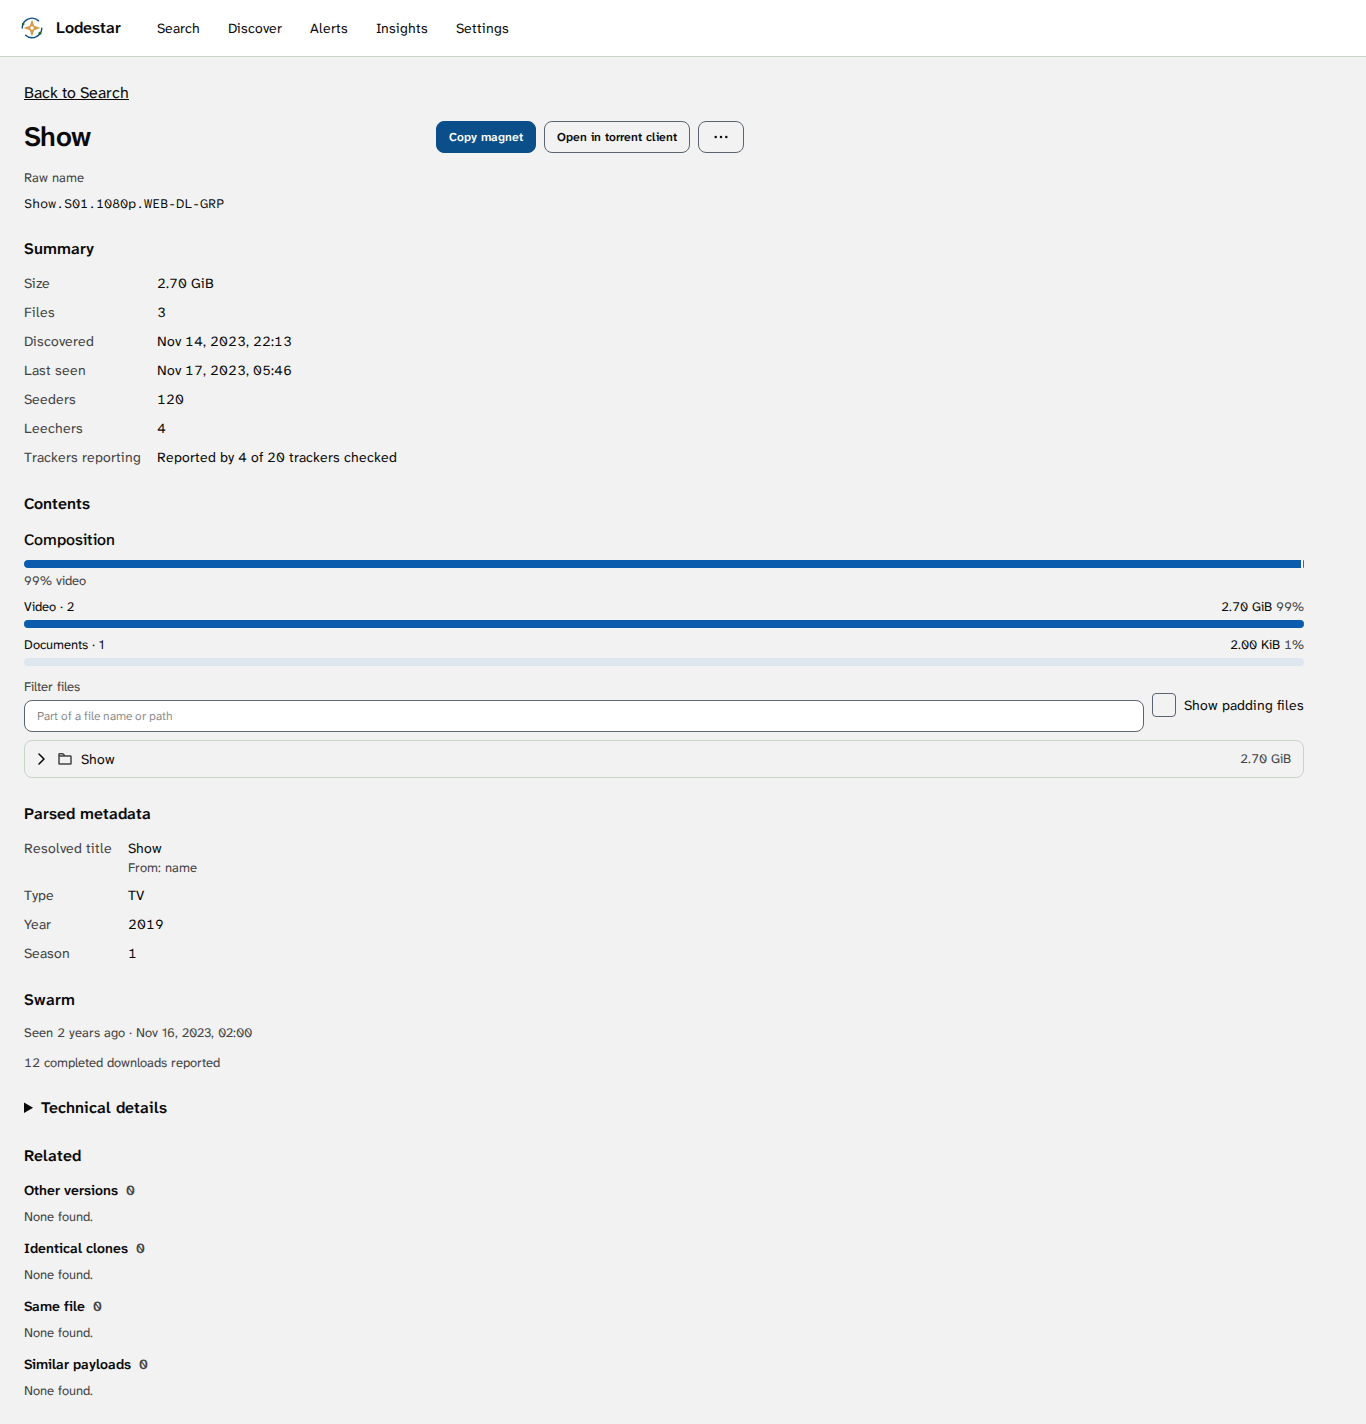 Lodestar Search Discover Alerts Insights Settings
Back to Search
Show Copy magnet Open in torrent client ···
Raw name
Show.S01.1080p.WEB-DL-GRP
Summary
Size 2.70 GiB
Files 3
Discovered Nov 14, 2023, 22:13
Last seen Nov 17, 2023, 05:46
Seeders 120
Leechers 4
Trackers reporting Reported by 4 of 20 trackers checked
Contents
Composition
99% video
Video · 2 2.70 GiB 99%
Documents · 1 2.00 KiB 1%
Filter files
Part of a file name or path Show padding files
Show 2.70 GiB
Parsed metadata
Resolved title Show
From: name
Type TV
Year 2019
Season 1
Swarm
Seen 2 years ago · Nov 16, 2023, 02:00
12 completed downloads reported
Technical details
Related
Other versions 0
None found.
Identical clones 0
None found.
Same file 0
None found.
Similar payloads 0
None found.